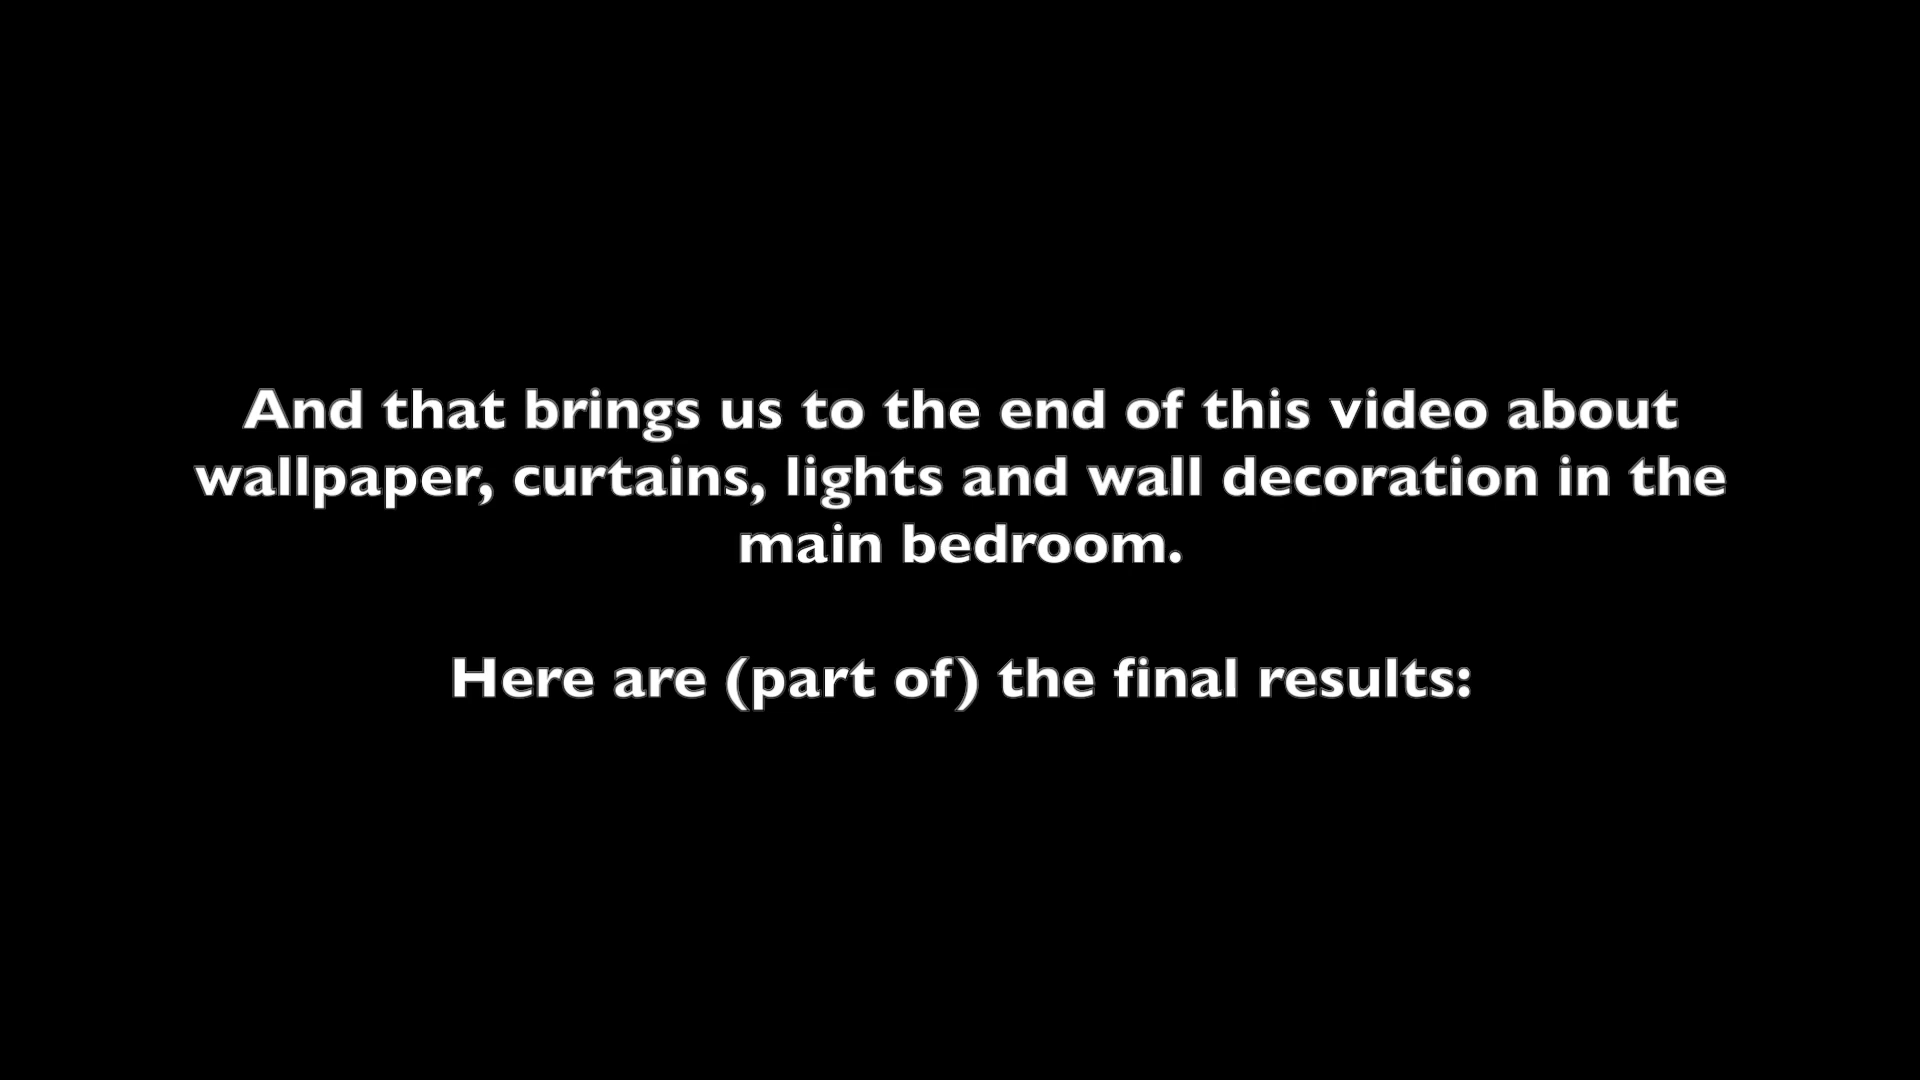 And that brings us to the end of this video about
wallpaper, curtains, lights and wall decoration in the
main bedroom.
Here are (part of) the final results: